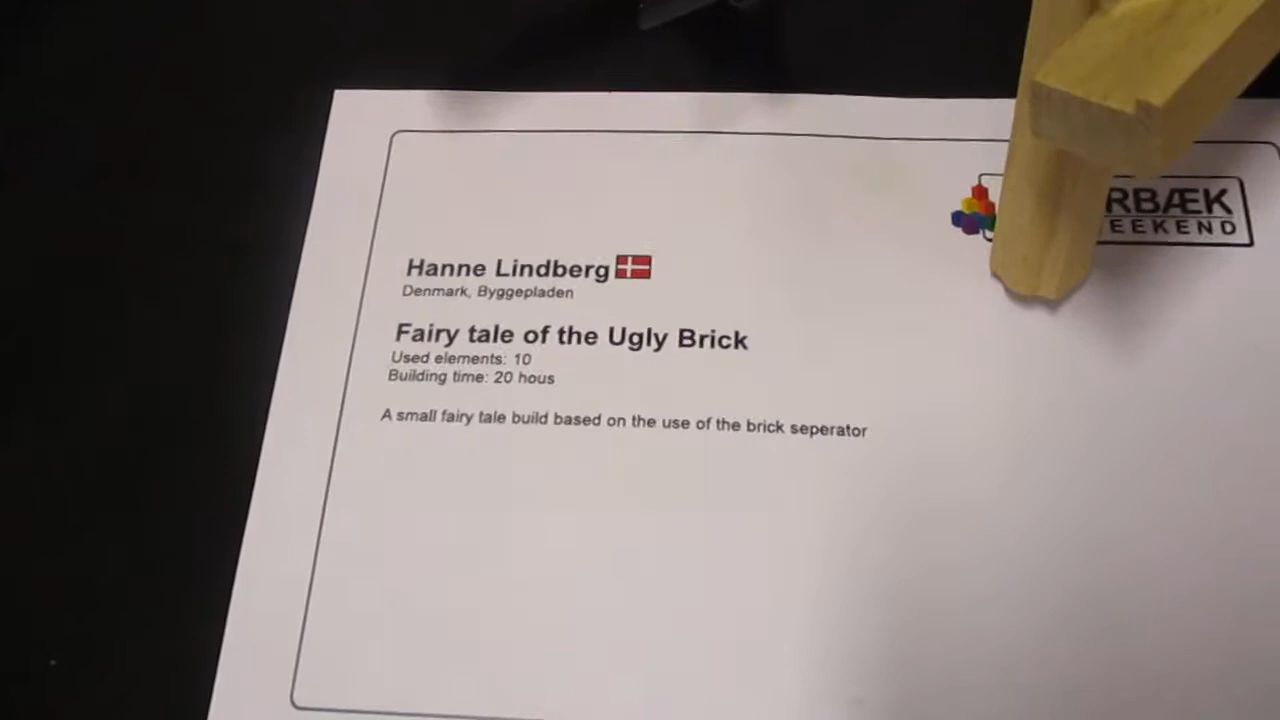 RBÆK
EEKEND
Hanne Lindberg
Denmark, Byggepladen
Fairy tale of the Ugly Brick
Used elements: 10
Building time: 20 hous
A small fairy tale build based on the use of the brick seperator